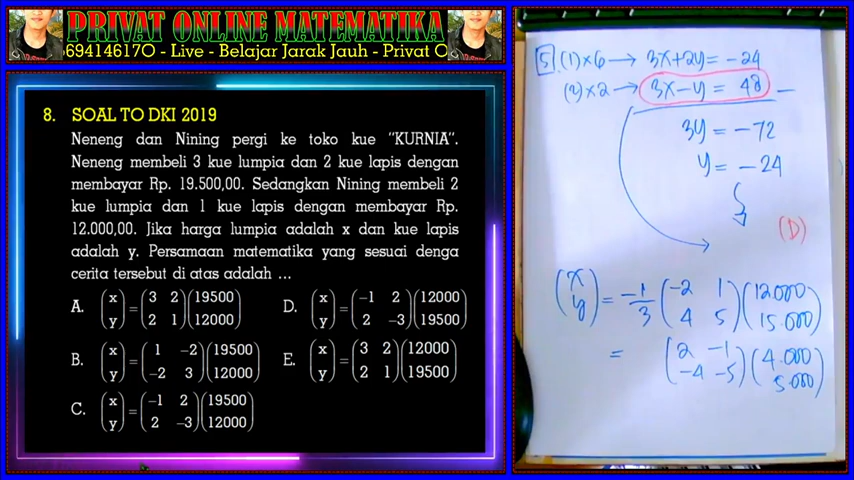 PRIVAT ONLINE MATEMATIKA
69414617O - Live - Belajar Jarak Jauh - Privat O
8. SOAL TO DKI 2019
Neneng dan Nining pergi ke toko kue "KURNIA".
Neneng membeli 3 kue lumpia dan 2 kue lapis dengan
membayar Rp. 19.500,00. Sedangkan Nining membeli 2
kue lumpia dan 1 kue lapis dengan membayar Rp.
12.000,00. Jika harga lumpia adalah x dan kue lapis
adalah y. Persamaan matematika yang sesuai denga
cerita tersebut di atas adalah ...
A. (x y) = (3 2 2 1)(19500 12000)
B. (x y) = (1 -2 -2 3)(19500 12000)
C. (x y) = (-1 2 2 -3)(19500 12000)
D. (x y) = (-1 2 2 -3)(12000 19500)
E. (x y) = (3 2 2 1)(12000 19500)
5 (1)×6 → 3x+2y = -24
(2)×2 → 3x-y = 48 -
3y = -72
y = -24
(D)
(x y) = -1/3 (-2 1 4 5)(12.000 15.000)
= (2 -1 -4 -5)(4.000 5.000)